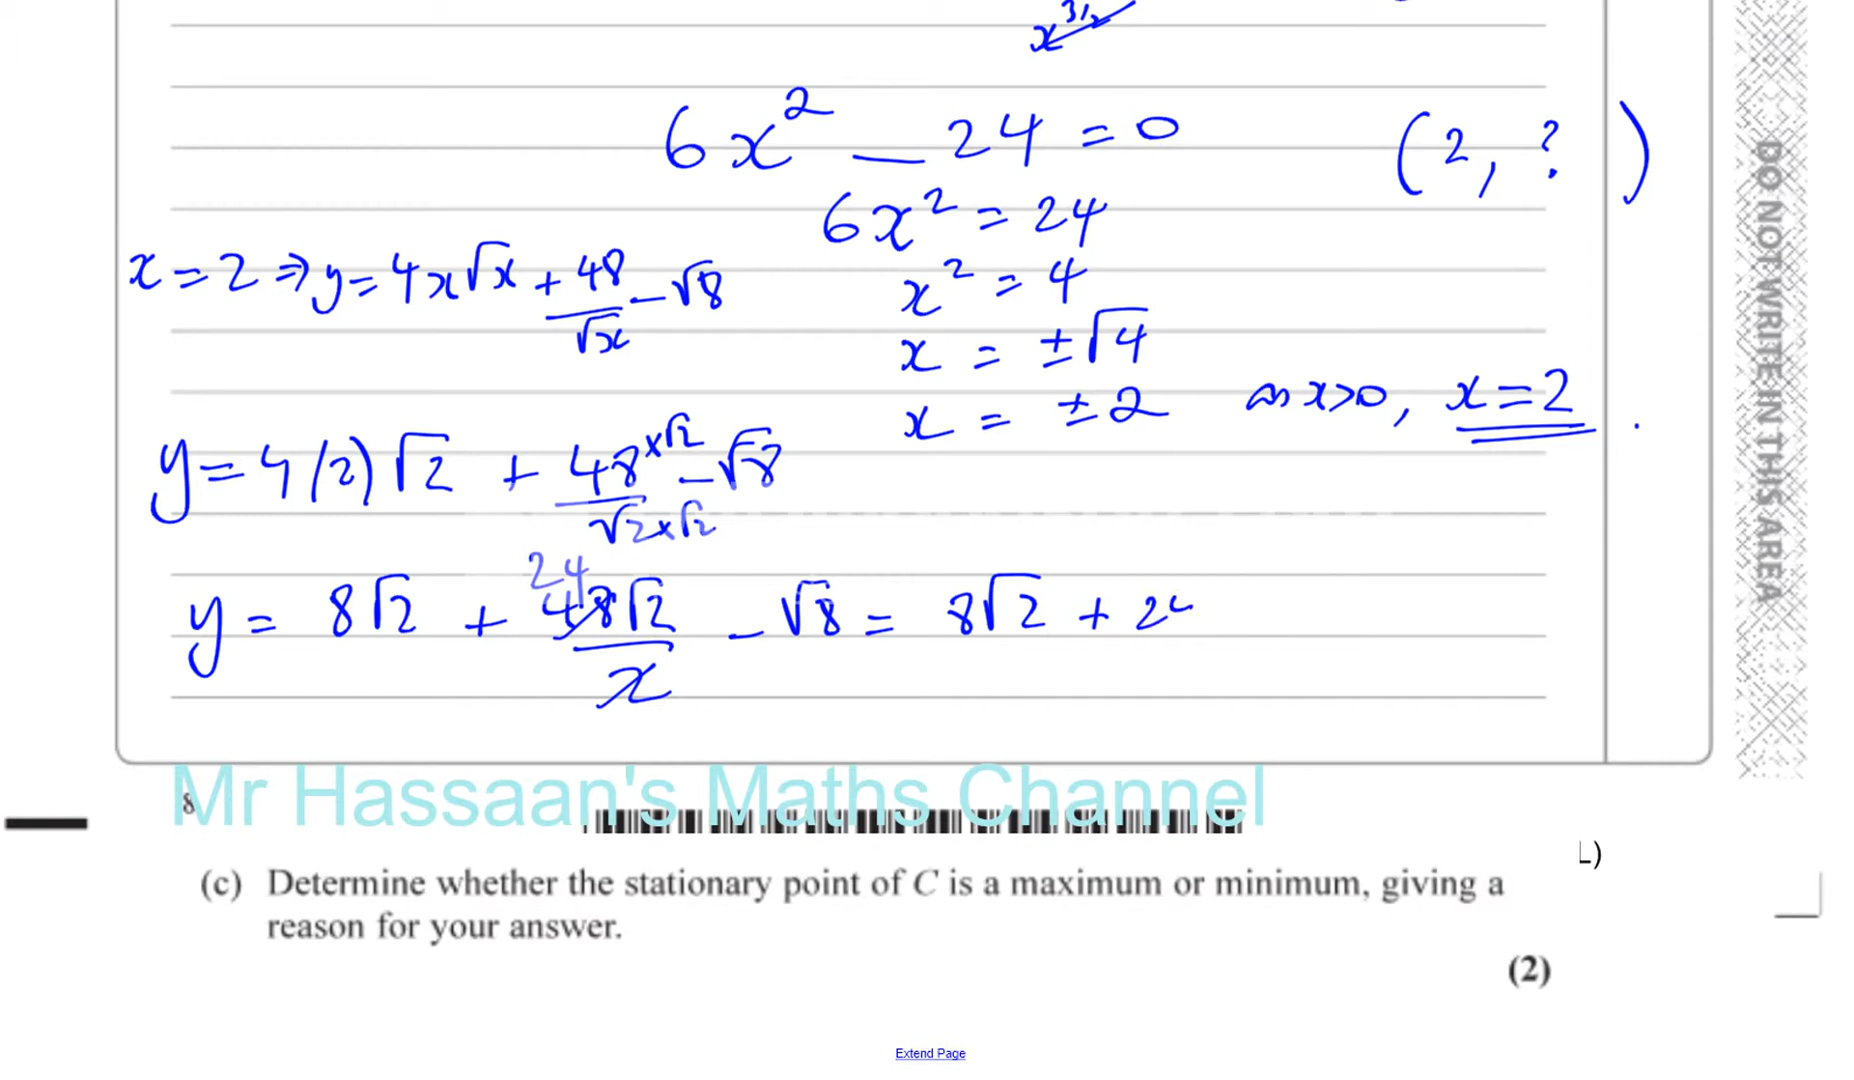 x^3/2
6x² - 24 = 0
(2, ?)
6x² = 24
x = 2 ⇒ y = 4x√x + 48/√x - √8
x² = 4
x = ±√4
x = ±2 as x>0, x = 2.
y = 4(2)√2 + 48×√2/√2×√2 - √8
24
y = 8√2 + 48√2/2 - √8 = 8√2 + 24
DO NOT WRITE IN THIS AREA
8
Mr Hassaan's Maths Channel
(c) Determine whether the stationary point of C is a maximum or minimum, giving a
reason for your answer.
(2)
Extend Page